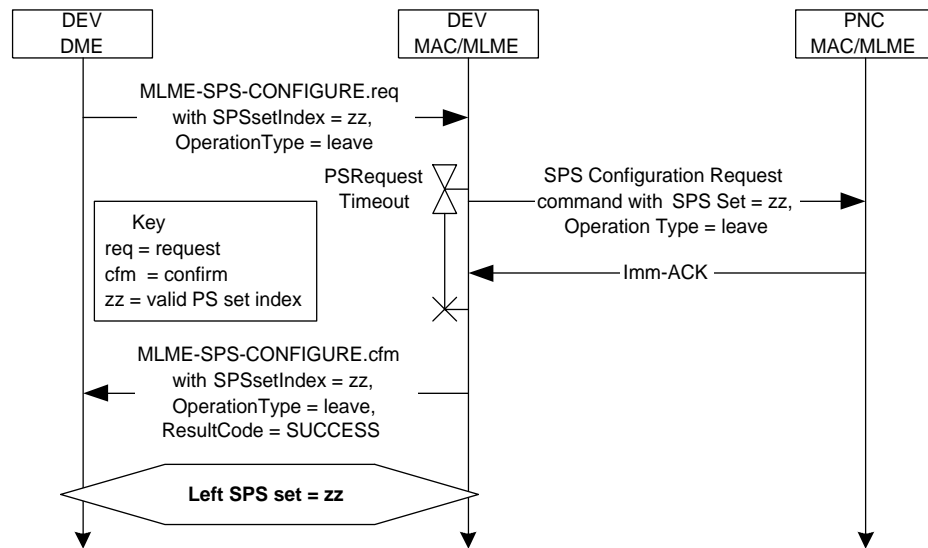 DEV
DME
DEV
MAC/MLME
PNC
MAC/MLME
MLME-SPS-CONFIGURE.req
with SPSsetIndex = zz,
OperationType = leave
PSRequest
Timeout
SPS Configuration Request
command with SPS Set = zz,
Operation Type = leave
Key
req = request
cfm = confirm
zz = valid PS set index
Imm-ACK
MLME-SPS-CONFIGURE.cfm
with SPSsetIndex = zz,
OperationType = leave,
ResultCode = SUCCESS
Left SPS set = zz